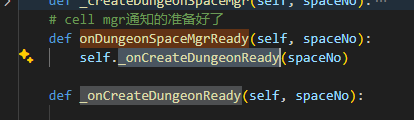 def _createDungeonSpaceMgr(self, spaceNo): ...
# cell mgr通知的准备好了
def onDungeonSpaceMgrReady(self, spaceNo):
self._onCreateDungeonReady(spaceNo)
def _onCreateDungeonReady(self, spaceNo):